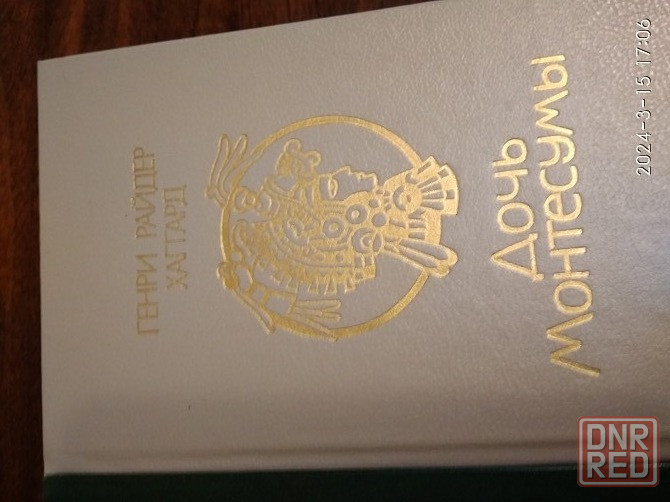 ГЕНРИ РАЙДЕР
ХАГГАРД
Дочь
Монтесумы
2024-3-15 17:06
DNR
RED